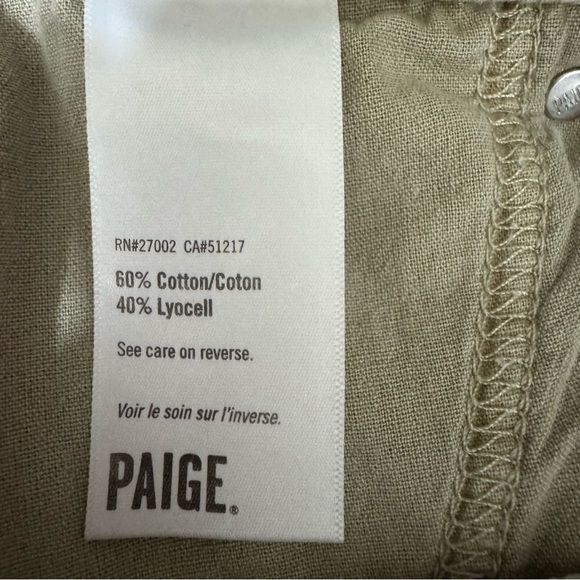 RN#27002 CA#51217
60% Cotton/Coton
40% Lyocell
See care on reverse.
Voir le soin sur l'inverse.
PAIGE®